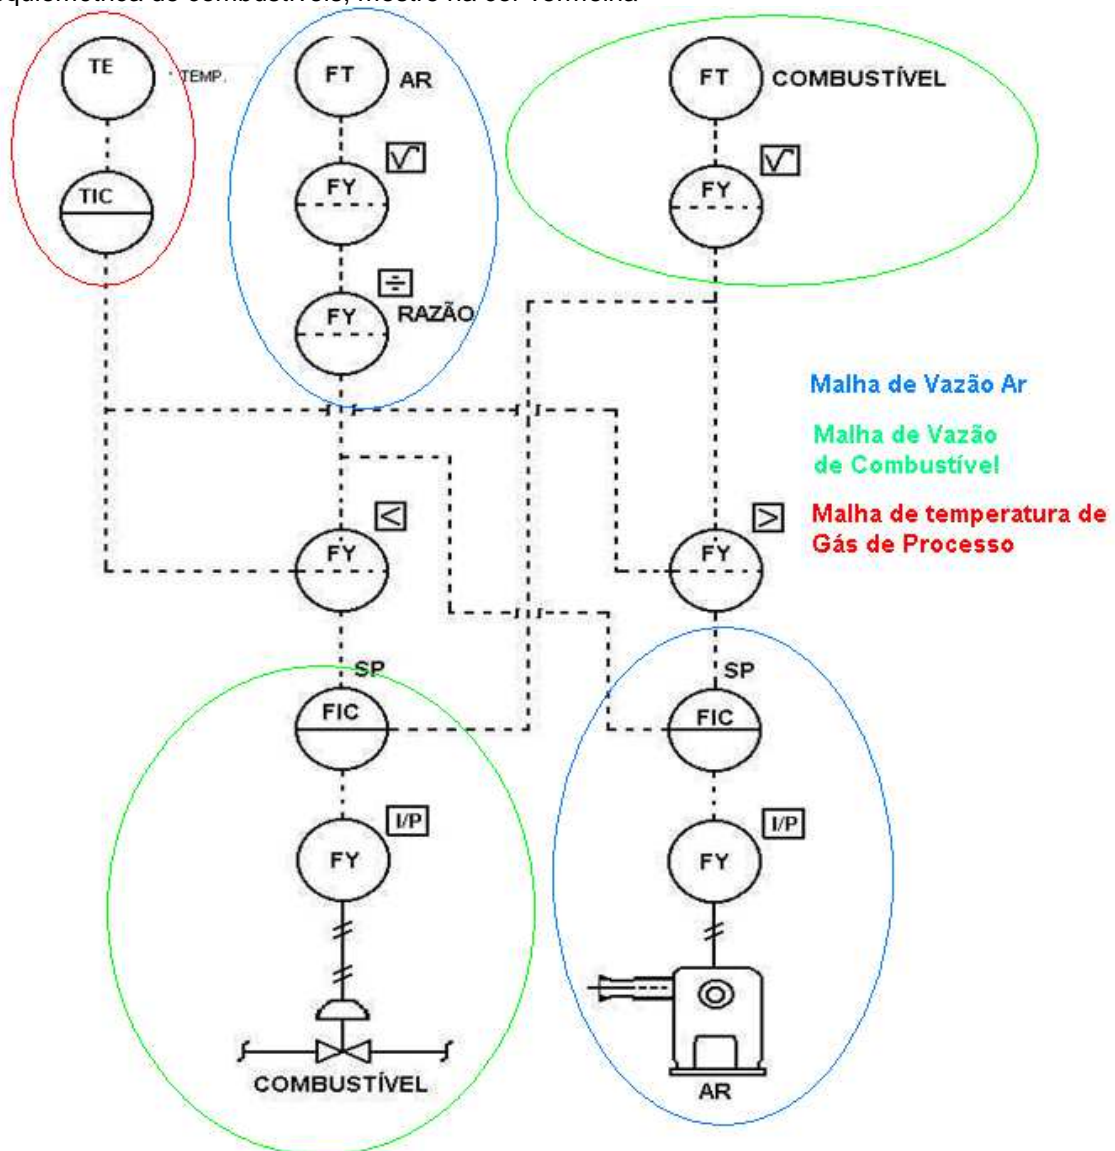 TE
TEMP.
FT
AR
FT
COMBUSTÍVEL
TIC
FY
√
FY
√
FY
÷
RAZÃO
Malha de Vazão Ar
Malha de Vazão
de Combustível
Malha de temperatura de
Gás de Processo
FY
<
FY
>
SP
SP
FIC
FIC
FY
I/P
FY
I/P
COMBUSTÍVEL
AR